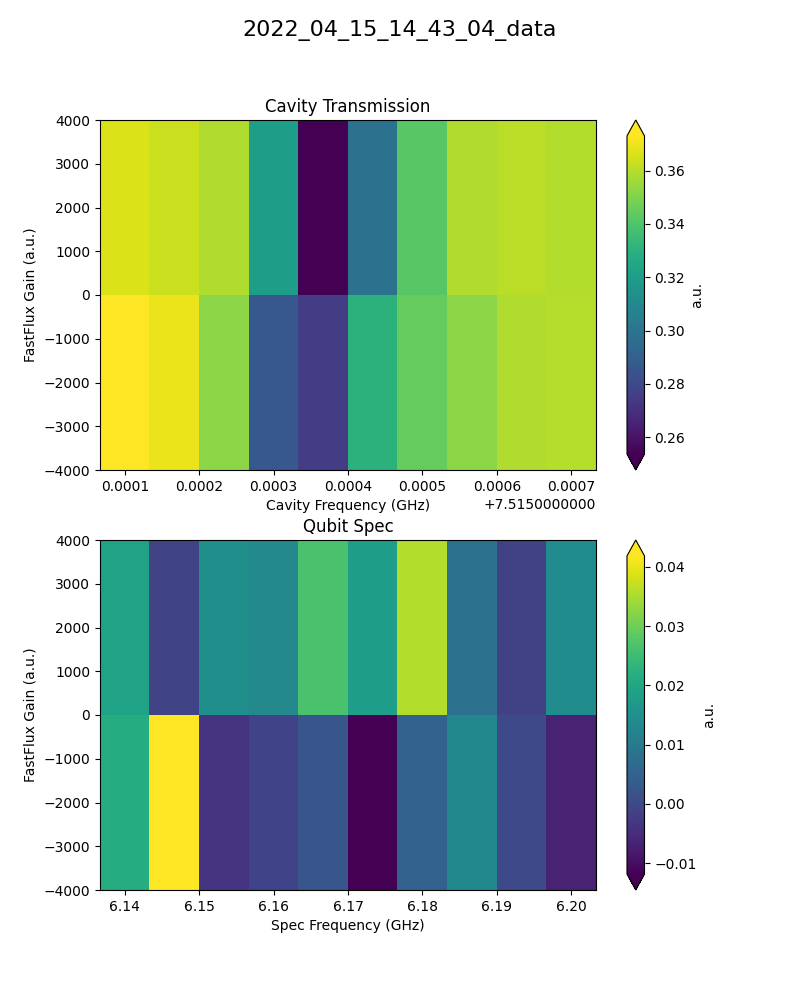 2022_04_15_14_43_04_data
Cavity Transmission
4000
3000
2000
1000
0
−1000
−2000
−3000
−4000
FastFlux Gain (a.u.)
0.0001 0.0002 0.0003 0.0004 0.0005 0.0006 0.0007
Cavity Frequency (GHz)
+7.5150000000
0.36
0.34
0.32
0.30
0.28
0.26
a.u.
Qubit Spec
4000
3000
2000
1000
0
−1000
−2000
−3000
−4000
FastFlux Gain (a.u.)
6.14 6.15 6.16 6.17 6.18 6.19 6.20
Spec Frequency (GHz)
0.04
0.03
0.02
0.01
0.00
−0.01
a.u.